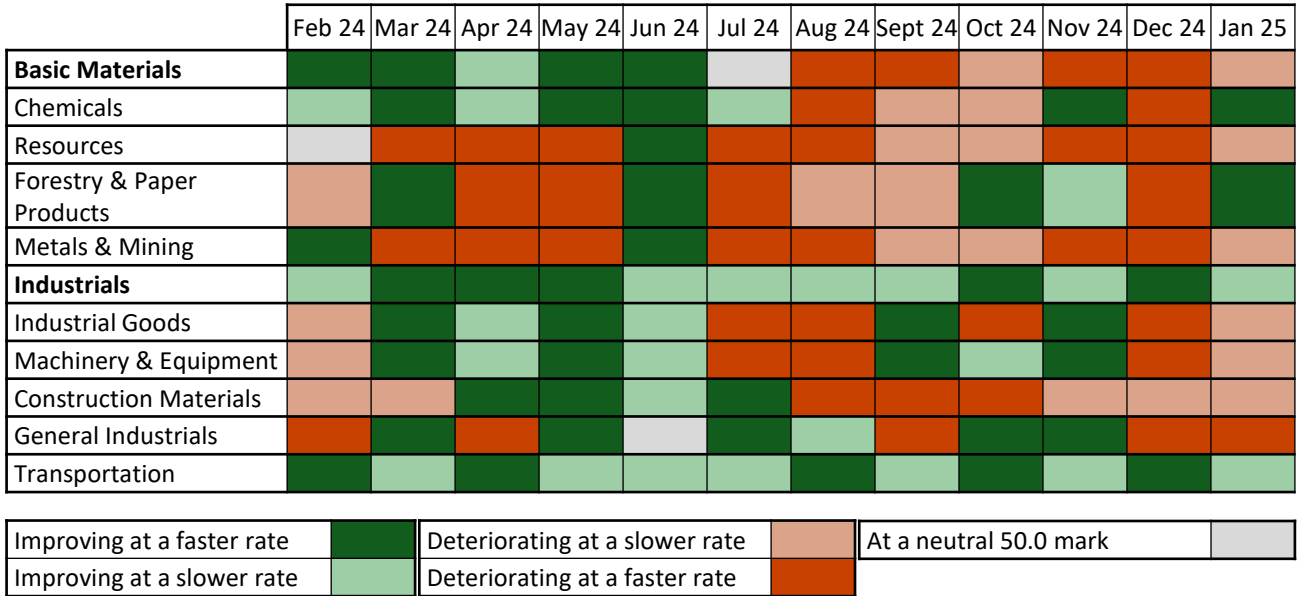 Feb 24 Mar 24 Apr 24 May 24 Jun 24 Jul 24 Aug 24 Sept 24 Oct 24 Nov 24 Dec 24 Jan 25
Basic Materials
Chemicals
Resources
Forestry & Paper
Products
Metals & Mining
Industrials
Industrial Goods
Machinery & Equipment
Construction Materials
General Industrials
Transportation
Improving at a faster rate Deteriorating at a slower rate At a neutral 50.0 mark
Improving at a slower rate Deteriorating at a faster rate